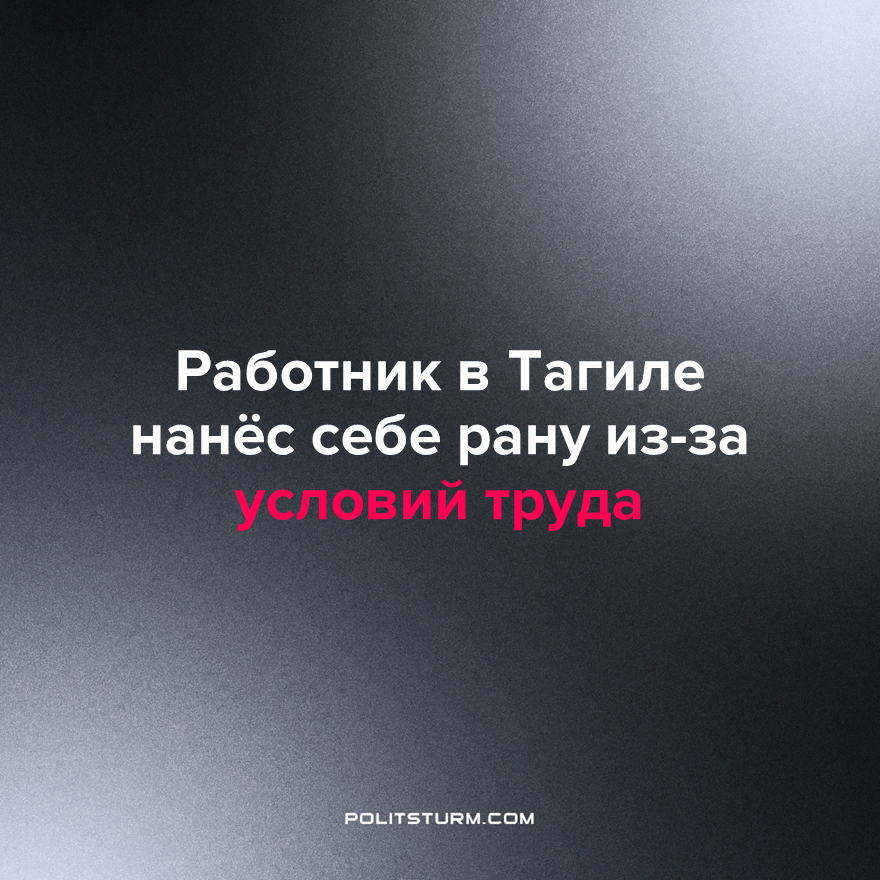 Работник в Тагиле
нанёс себе рану из-за
условий труда
POLITSTURM.COM